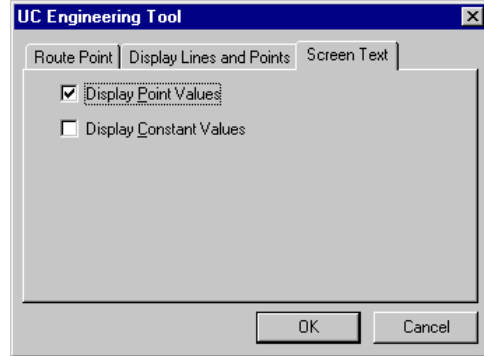 UC Engineering Tool
Route Point Display Lines and Points Screen Text
Display Point Values
Display Constant Values
OK Cancel